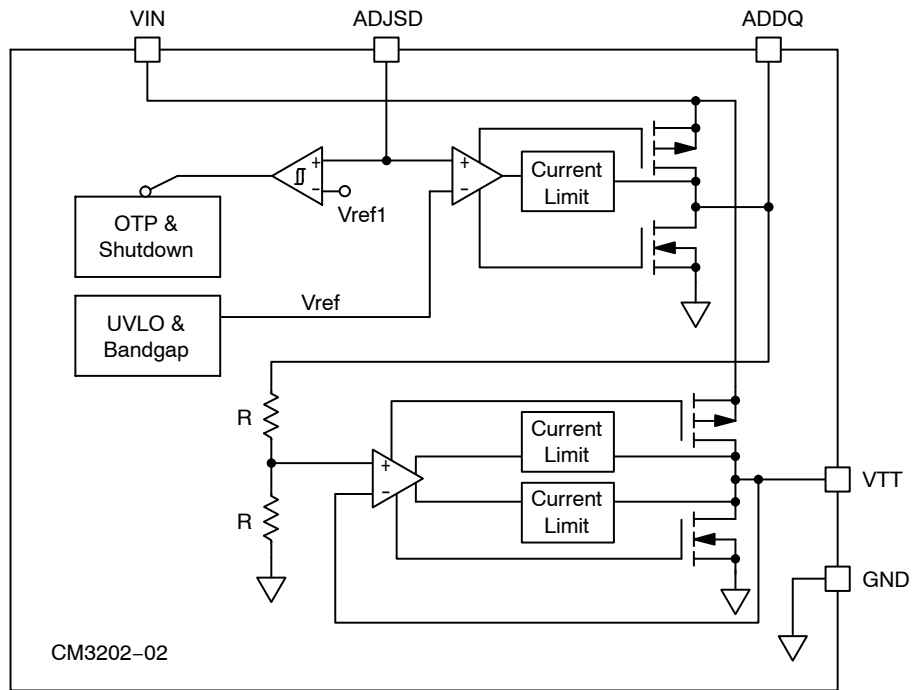 VIN
ADJSD
ADDQ
+
−
Vref1
+
−
Current
Limit
OTP &
Shutdown
UVLO &
Bandgap
Vref
R
R
+
−
Current
Limit
Current
Limit
VTT
GND
CM3202−02